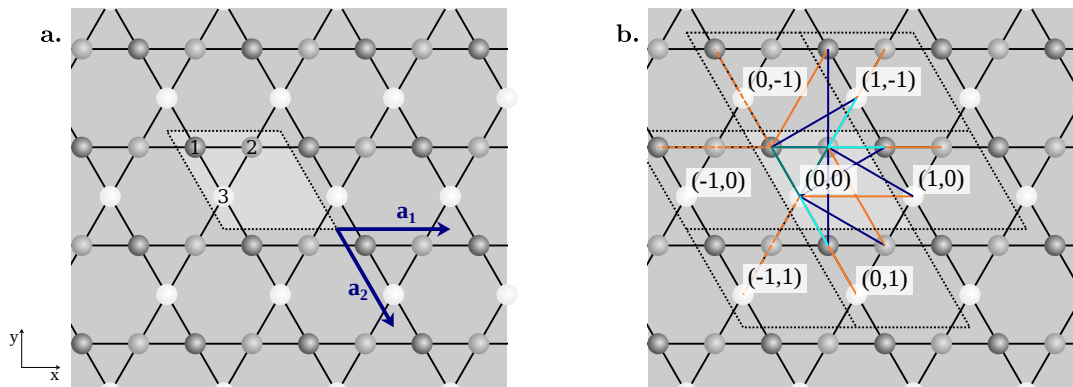 a.
1 2
3
a1
a2
y
x
b.
(0,-1) (1,-1)
(-1,0) (0,0) (1,0)
(-1,1) (0,1)